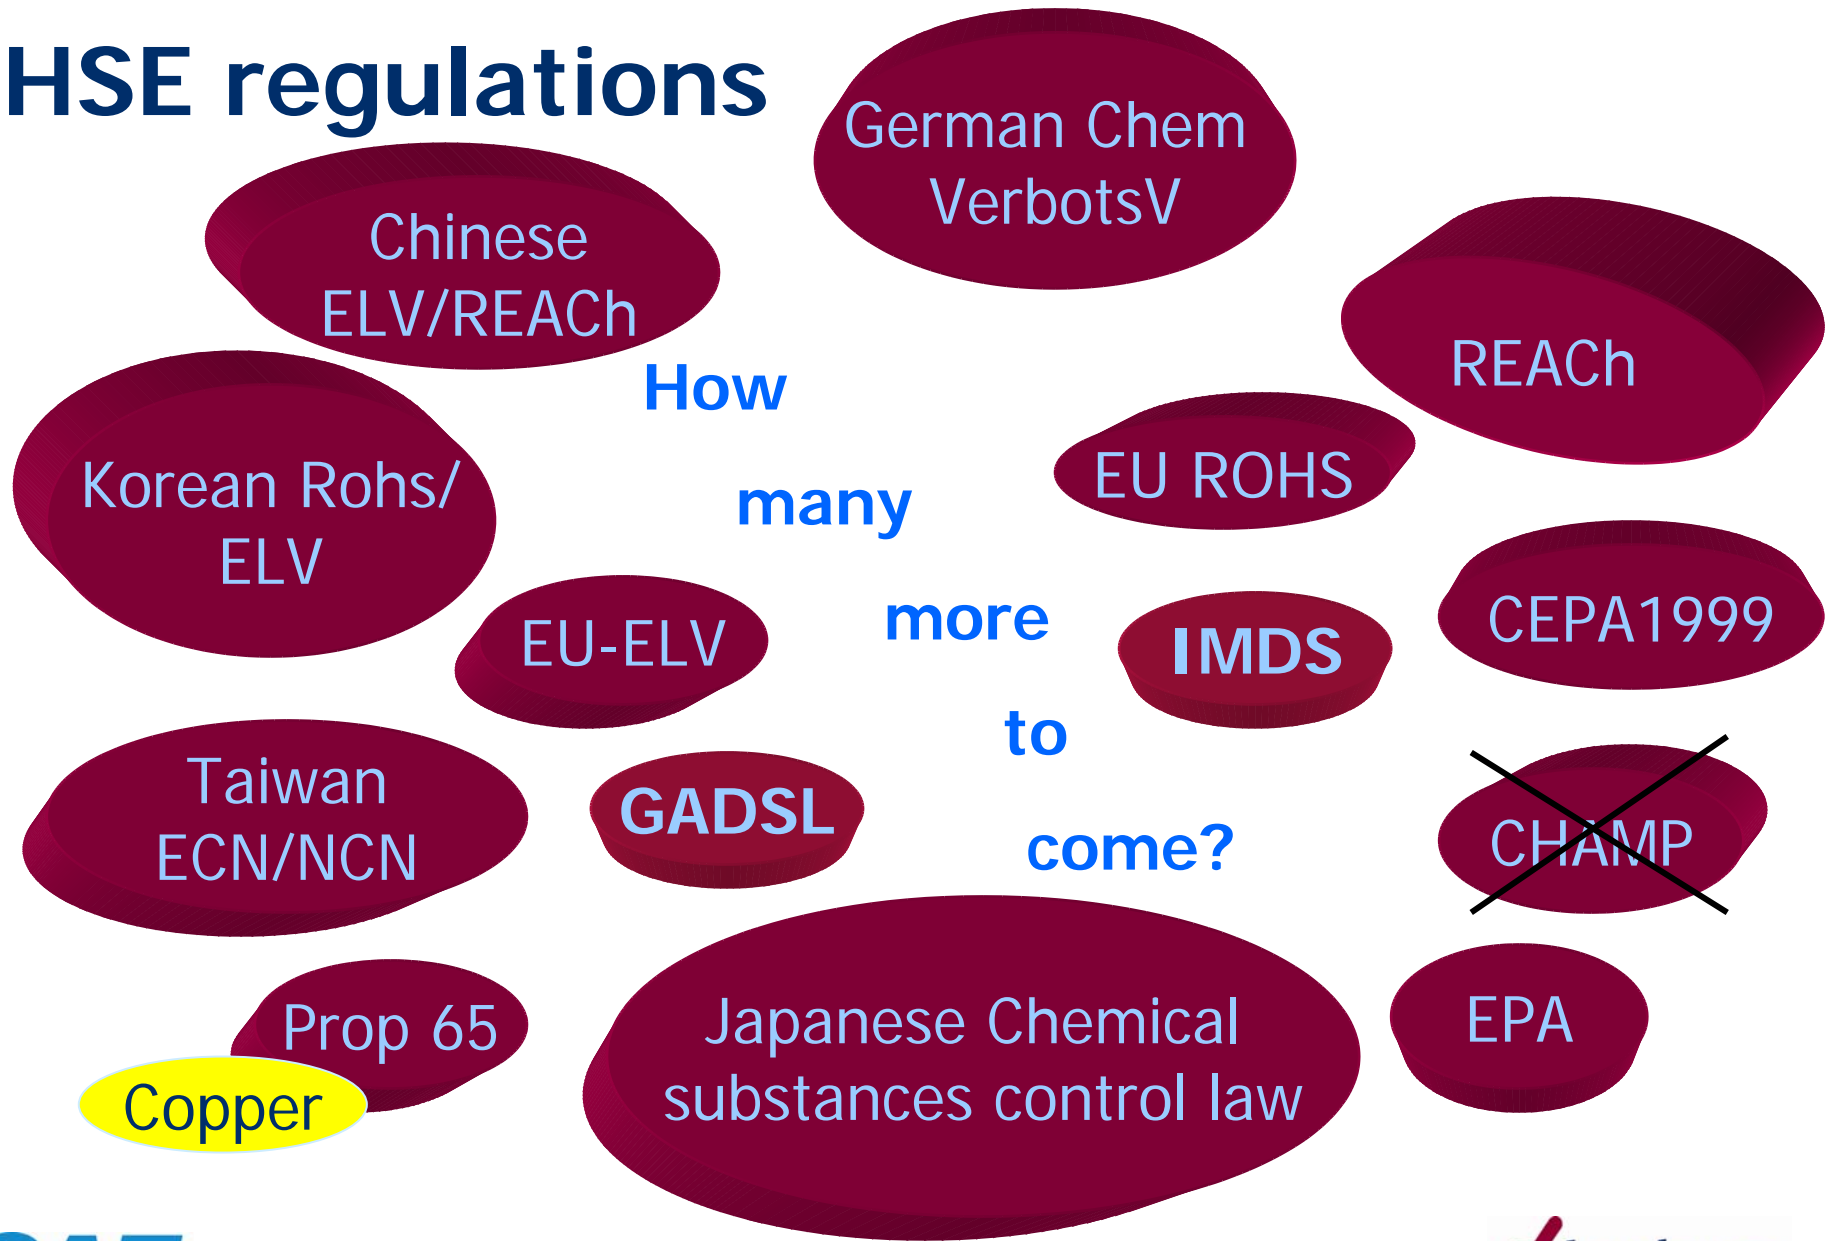 HSE regulations
German Chem
VerbotsV
Chinese
ELV/REACh
REACh
How
Korean Rohs/
ELV
EU ROHS
many
CEPA1999
EU-ELV
more
IMDS
to
Taiwan
ECN/NCN
GADSL
come?
CHAMP
Prop 65
Copper
Japanese Chemical
substances control law
EPA